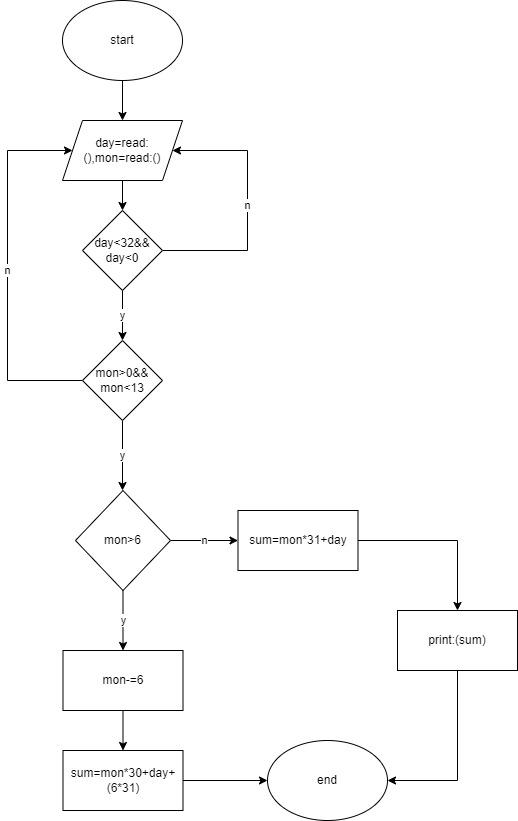 start
day=read:
(),mon=read:()
n
day<32&&
day<0
n
y
mon>0&&
mon<13
y
mon>6
n
sum=mon*31+day
y
print:(sum)
mon-=6
sum=mon*30+day+
(6*31)
end